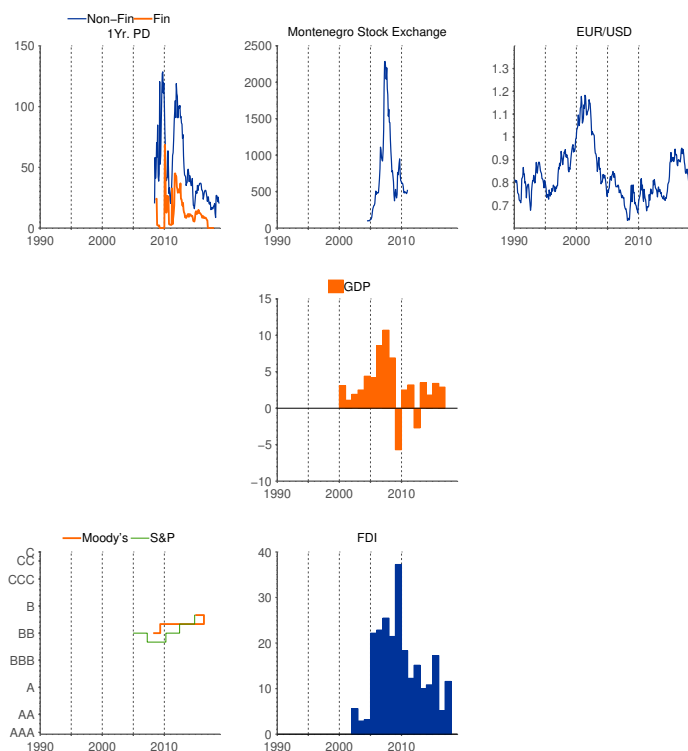 Non-Fin Fin
1Yr. PD
150
100
50
0
1990 2000 2010
Montenegro Stock Exchange
2500
2000
1500
1000
500
0
1990 2000 2010
EUR/USD
1.3
1.2
1.1
1
0.9
0.8
0.7
1990 2000 2010
GDP
15
10
5
0
−5
−10
1990 2000 2010
Moody's S&P
C
CC
CCC
B
BB
BBB
A
AA
AAA
1990 2000 2010
FDI
40
30
20
10
0
1990 2000 2010